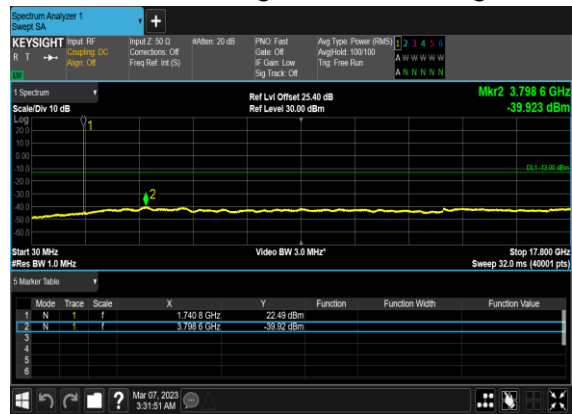 Spectrum Analyzer 1
Swept SA
KEYSIGHT Input: RF Input Z: 50 Ω #Atten: 20 dB PNO: Fast Avg Type: Power (RMS) 1 2 3 4 5 6
R T Coupling: DC Corrections: Off Gate: Off Avg|Hold: 100/100 A W W W W W
Align: Off Freq Ref: Int (S) IF Gain: Low Trig: Free Run
LW Sig Track: Off A N N N N N
1 Spectrum Ref Lvl Offset 25.40 dB Mkr2 3.798 6 GHz
Scale/Div 10 dB Ref Level 30.00 dBm -39.923 dBm
Log
20.0 1
10.0
0.00
-10.0 DL1 -13.00 dBm
-20.0
-30.0 2
-40.0
-50.0
-60.0
Start 30 MHz Video BW 3.0 MHz* Stop 17.800 GHz
#Res BW 1.0 MHz Sweep 32.0 ms (40001 pts)
5 Marker Table
Mode Trace Scale X Y Function Function Width Function Value
1 N 1 f 1.740 8 GHz 22.49 dBm
2 N 1 f 3.798 6 GHz -39.92 dBm
3
4
5
6
? Mar 07, 2023
3:31:51 AM